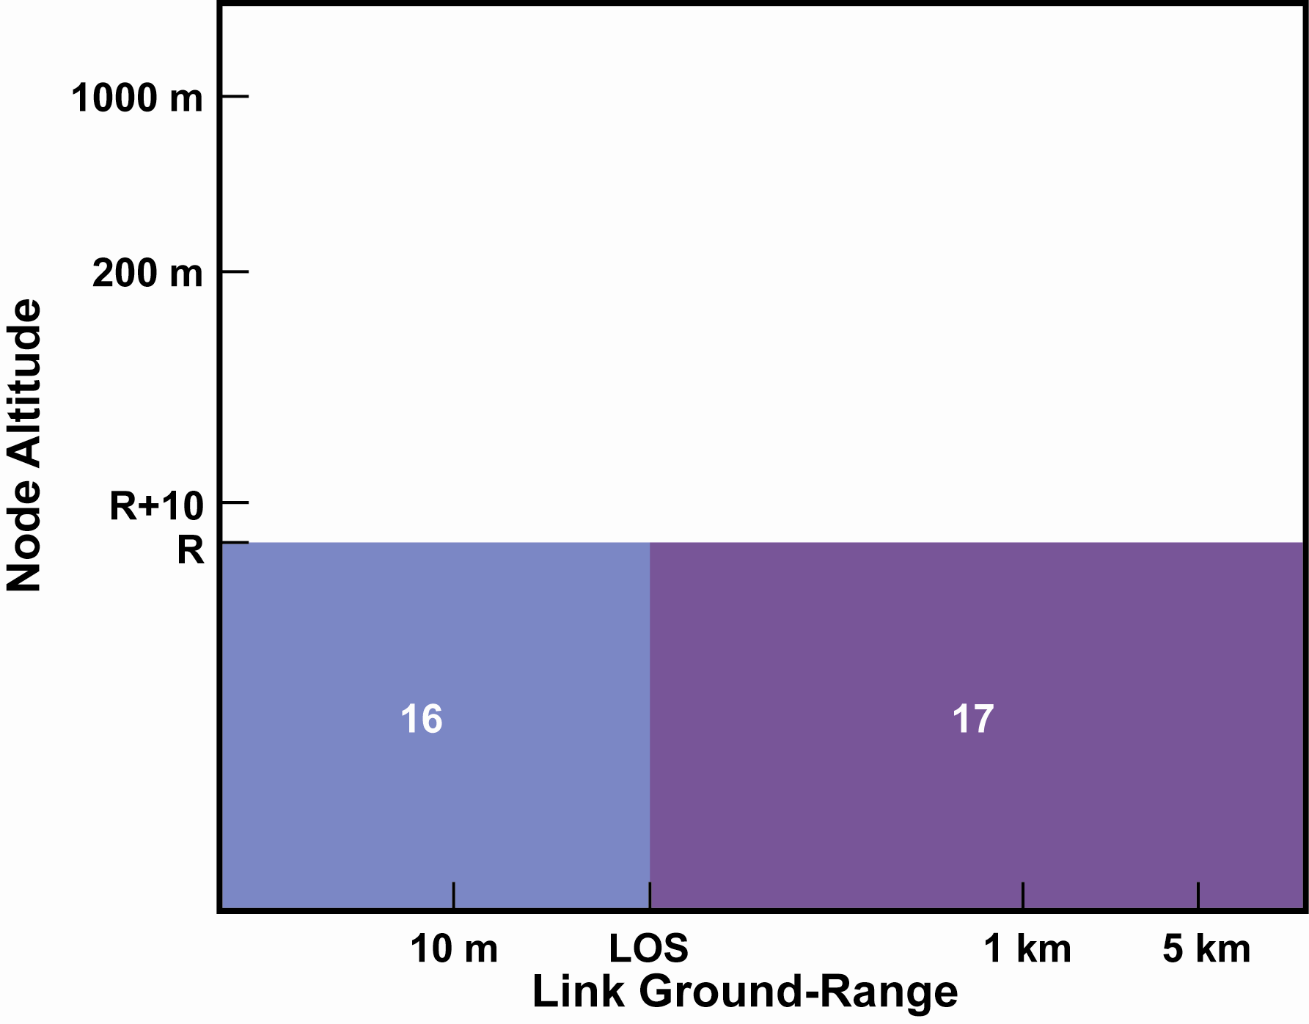 1000 m
200 m
Node Altitude
R+10
R
16
17
10 m
LOS
1 km
5 km
Link Ground-Range